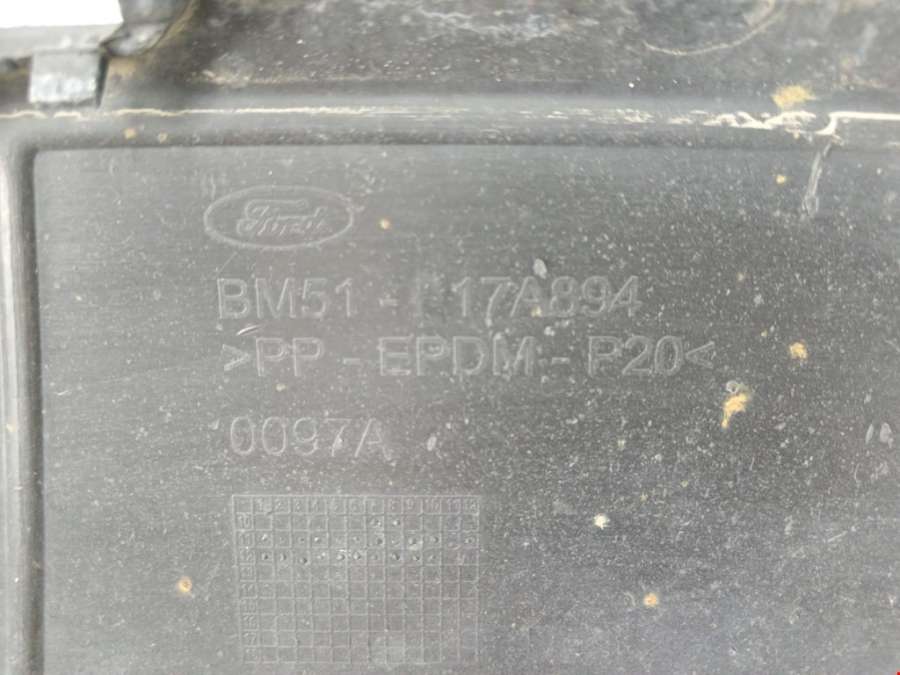 Ford
BM51 - 17A894
>PP - EPDM - P20<
0097A